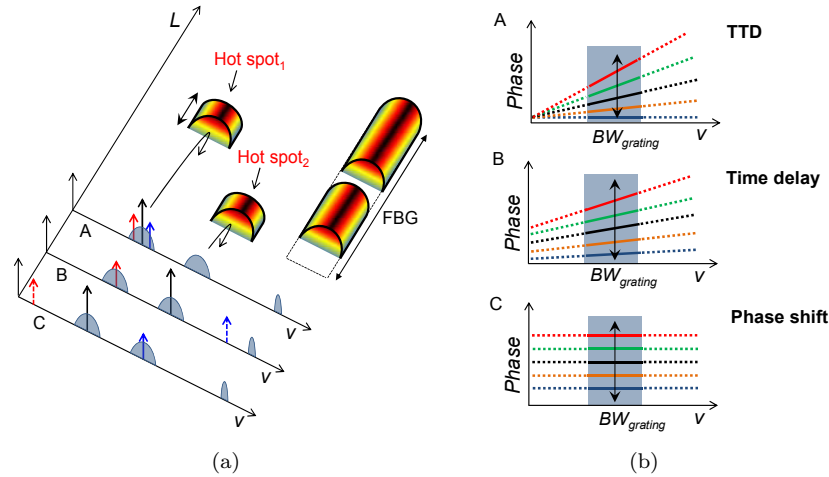 L
Hot spot1
Hot spot2
FBG
A
B
C
ν
ν
ν
(a)
A
TTD
Phase
BWgrating
ν
B
Time delay
Phase
BWgrating
ν
C
Phase shift
Phase
BWgrating
ν
(b)